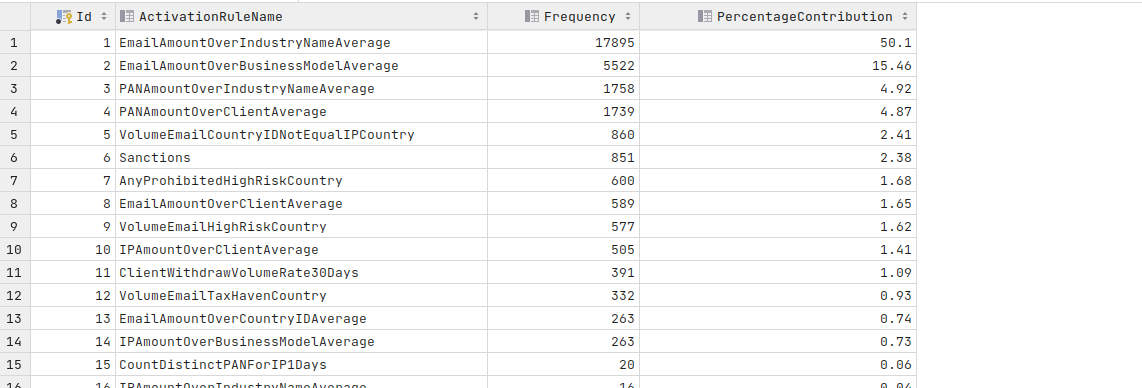 Id ActivationRuleName Frequency PercentageContribution
1 1 EmailAmountOverIndustryNameAverage 17895 50.1
2 2 EmailAmountOverBusinessModelAverage 5522 15.46
3 3 PANAmountOverIndustryNameAverage 1758 4.92
4 4 PANAmountOverClientAverage 1739 4.87
5 5 VolumeEmailCountryIDNotEqualIPCountry 860 2.41
6 6 Sanctions 851 2.38
7 7 AnyProhibitedHighRiskCountry 600 1.68
8 8 EmailAmountOverClientAverage 589 1.65
9 9 VolumeEmailHighRiskCountry 577 1.62
10 10 IPAmountOverClientAverage 505 1.41
11 11 ClientWithdrawVolumeRate30Days 391 1.09
12 12 VolumeEmailTaxHavenCountry 332 0.93
13 13 EmailAmountOverCountryIDAverage 263 0.74
14 14 IPAmountOverBusinessModelAverage 263 0.73
15 15 CountDistinctPANForIP1Days 20 0.06
16 16 IPAmountOverIndustryNameAverage 16 0.04